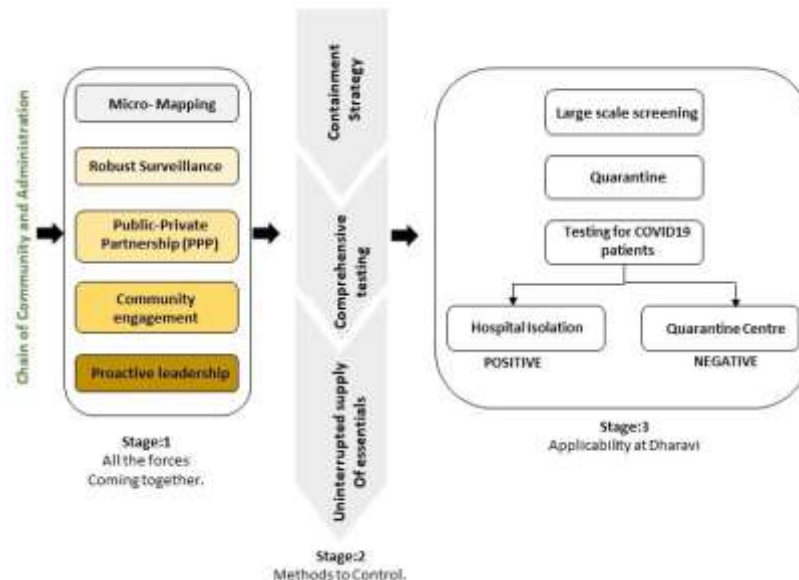 Chain of Community and Administration
Micro- Mapping
Robust Surveillance
Public-Private
Partnership (PPP)
Community
engagement
Proactive leadership
Stage:1
All the forces
Coming together.
Containment
Strategy
Comprehensive
testing
Uninterrupted supply
Of essentials
Stage:2
Methods to Control.
Large scale screening
Quarantine
Testing for COVID19
patients
Hospital Isolation
POSITIVE
Quarantine Centre
NEGATIVE
Stage:3
Applicability at Dharavi